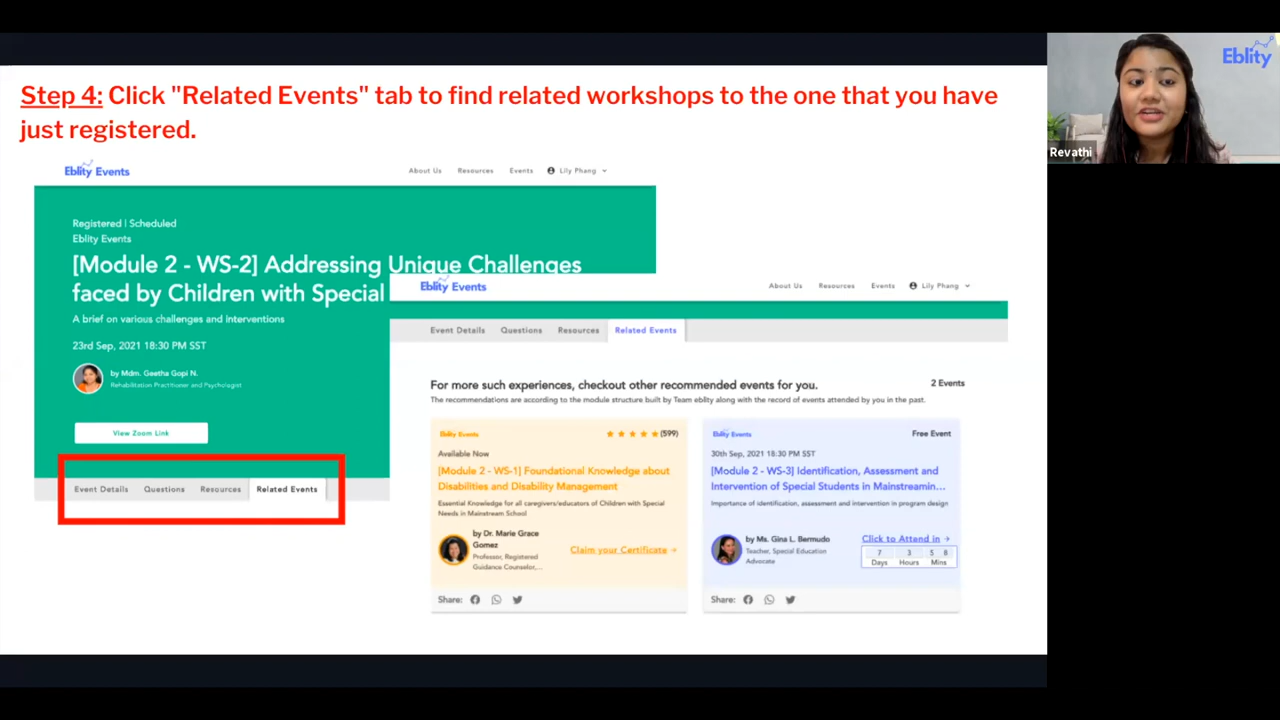 Step 4: Click "Related Events" tab to find related workshops to the one that you have
just registered.
Eblity
Revathi
Eblity Events
About Us Resources Events Lily Phang
Registered | Scheduled
Eblity Events
[Module 2 - WS-2] Addressing Unique Challenges
faced by Children with Special
A brief on various challenges and interventions
23rd Sep, 2021 18:30 PM SST
by Mdm. Geetha Gopi N.
Rehabilitation Practitioner and Psychologist
View Zoom Link
Event Details Questions Resources Related Events
Eblity Events
About Us Resources Events Lily Phang
Event Details Questions Resources Related Events
For more such experiences, checkout other recommended events for you.
2 Events
The recommendations are according to the module structure built by Team eblity along with the record of events attended by you in the past.
Eblity Events
(599)
Available Now
[Module 2 - WS-1] Foundational Knowledge about
Disabilities and Disability Management
Essential Knowledge for all caregivers/educators of Children with Special
Needs in Mainstream School
by Dr. Marie Grace
Gomez
Professor, Registered
Guidance Counselor,...
Claim your Certificate
Share:
Eblity Events
Free Event
30th Sep, 2021 18:30 PM SST
[Module 2 - WS-3] Identification, Assessment and
Intervention of Special Students in Mainstreamin...
Importance of identification, assessment and intervention in program design
by Ms. Gina L. Bermudo
Teacher, Special Education
Advocate
Click to Attend in
7 3 5 8
Days Hours Mins
Share: